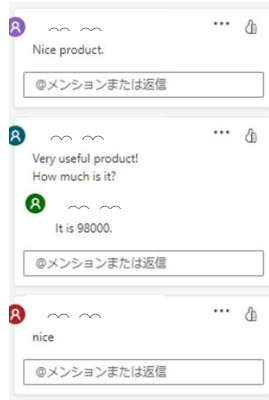 Nice product.
@メンションまたは返信
Very useful product!
How much is it?
It is 98000.
@メンションまたは返信
nice
@メンションまたは返信